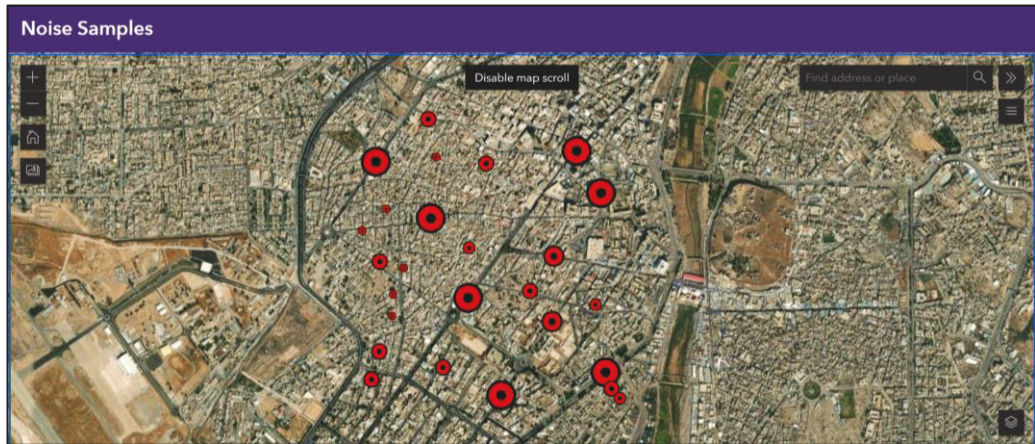 Noise Samples
Disable map scroll
Find address or place